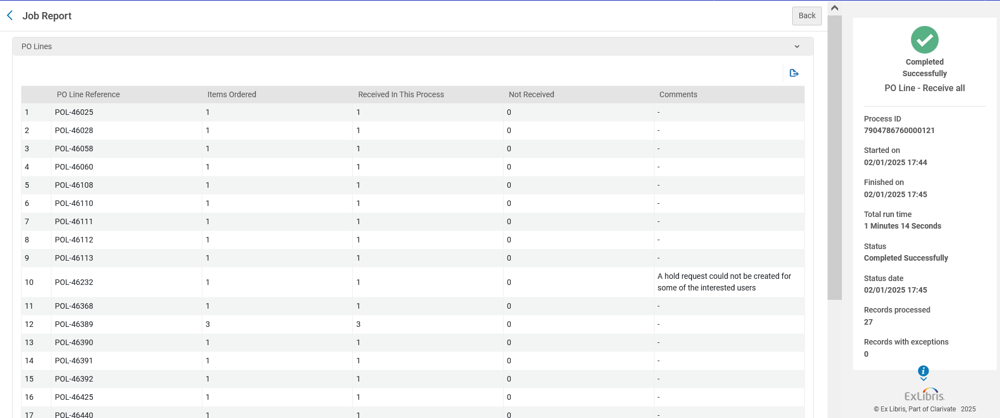 Job Report
Back
PO Lines
PO Line Reference Items Ordered Received In This Process Not Received Comments
1 POL-46025 1 1 0 -
2 POL-46028 1 1 0 -
3 POL-46058 1 1 0 -
4 POL-46060 1 1 0 -
5 POL-46108 1 1 0 -
6 POL-46110 1 1 0 -
7 POL-46111 1 1 0 -
8 POL-46112 1 1 0 -
9 POL-46113 1 1 0 -
10 POL-46232 1 1 0 A hold request could not be created for
some of the interested users
11 POL-46368 1 1 0 -
12 POL-46389 3 3 0 -
13 POL-46390 1 1 0 -
14 POL-46391 1 1 0 -
15 POL-46392 1 1 0 -
16 POL-46425 1 1 0 -
17 POL-46440 1 1 0 -
Completed
Successfully
PO Line - Receive all
Process ID
7904786760000121
Started on
02/01/2025 17:44
Finished on
02/01/2025 17:45
Total run time
1 Minutes 14 Seconds
Status
Completed Successfully
Status date
02/01/2025 17:45
Records processed
27
Records with exceptions
0
i
ExLibris
© Ex Libris, Part of Clarivate 2025